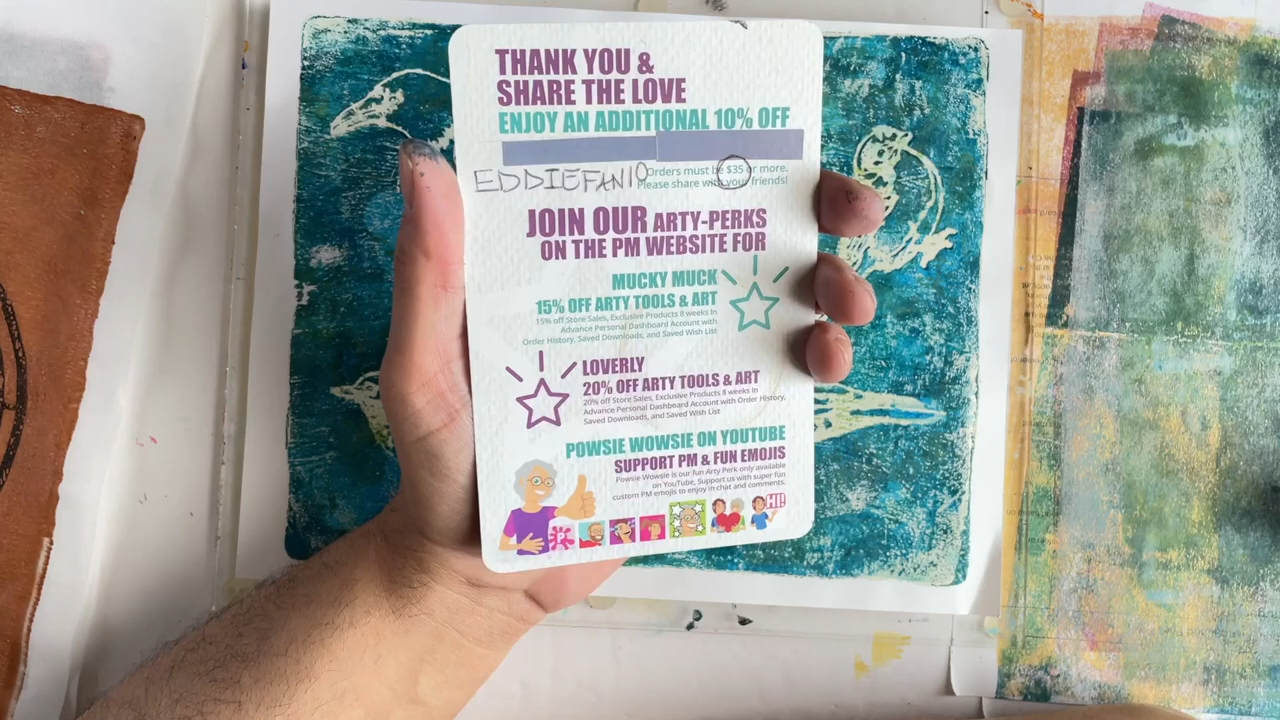 THANK YOU &
SHARE THE LOVE
ENJOY AN ADDITIONAL 10% OFF
EDDIEFAN10
Orders must be $35 or more.
Please share with your friends!
JOIN OUR ARTY-PERKS
ON THE PM WEBSITE FOR
MUCKY MUCK
15% OFF ARTY TOOLS & ART
15% off Store Sales, Exclusive Products 8 weeks In
Advance Personal Dashboard Account with
Order History, Saved Downloads, and Saved Wish List
LOVERLY
20% OFF ARTY TOOLS & ART
20% off Store Sales, Exclusive Products 8 weeks In
Advance Personal Dashboard Account with Order History,
Saved Downloads, and Saved Wish List
POWSIE WOWSIE ON YOUTUBE
SUPPORT PM & FUN EMOJIS
Powsie Wowsie is our fun Arty Perk only available
on YouTube, Support us with super fun
custom PM emojis to enjoy in chat and comments.
HI!